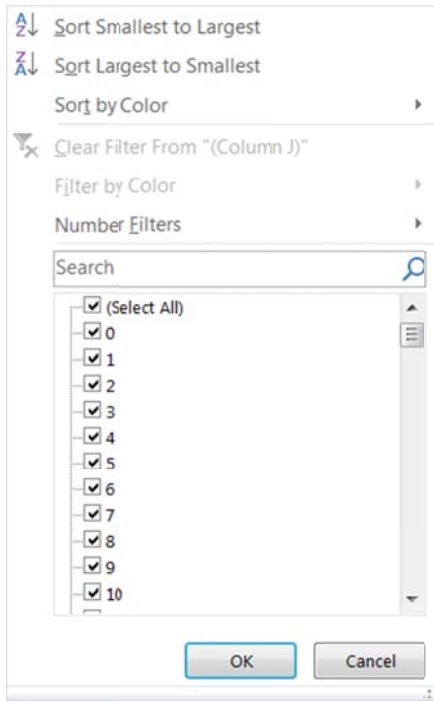 Sort Smallest to Largest
Sort Largest to Smallest
Sort by Color
Clear Filter From "(Column J)"
Filter by Color
Number Filters
Search
(Select All)
0
1
2
3
4
5
6
7
8
9
10
OK Cancel